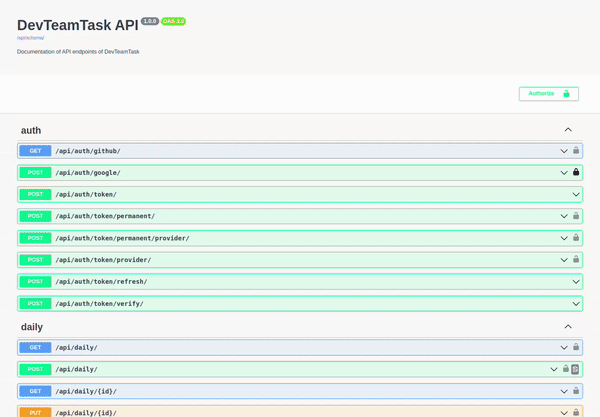 DevTeamTask API 1.0.0 OAS 3.0
/api/schema/
Documentation of API endpoints of DevTeamTask
Authorize
auth
GET /api/auth/github/
POST /api/auth/google/
POST /api/auth/token/
POST /api/auth/token/permanent/
POST /api/auth/token/permanent/provider/
POST /api/auth/token/provider/
POST /api/auth/token/refresh/
POST /api/auth/token/verify/
daily
GET /api/daily/
POST /api/daily/
GET /api/daily/{id}/
PUT /api/daily/{id}/